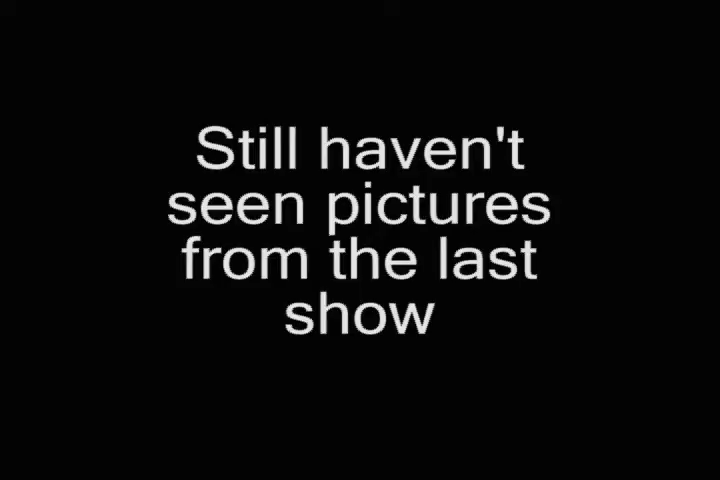 Still haven't
seen pictures
from the last
show